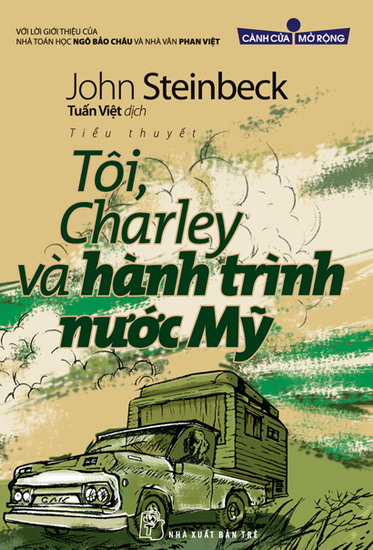 VỚI LỜI GIỚI THIỆU CỦA
NHÀ TOÁN HỌC NGÔ BẢO CHÂU VÀ NHÀ VĂN PHAN VIỆT
CÁNH CỬA MỞ RỘNG
John Steinbeck
Tuấn Việt dịch
Tiểu thuyết
Tôi,
Charley
và hành trình
nước Mỹ
GMC
NHÀ XUẤT BẢN TRẺ